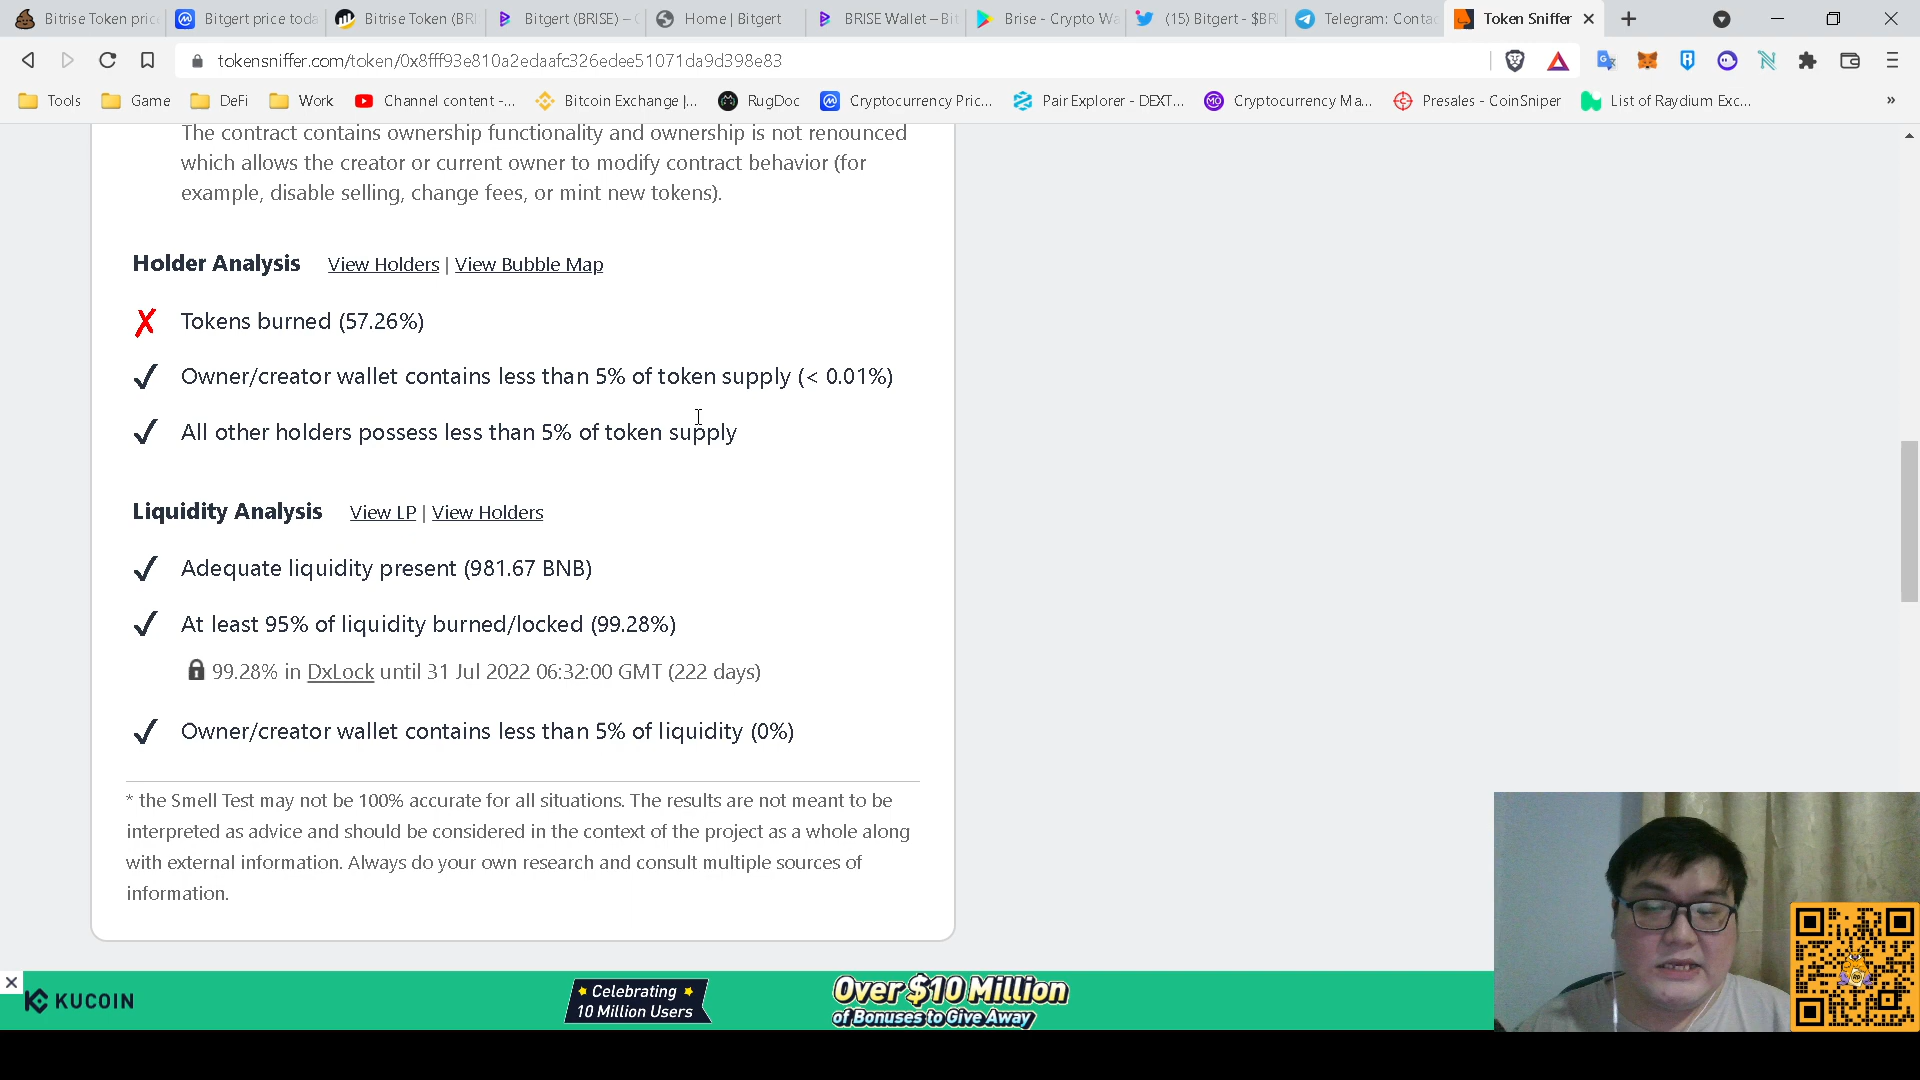 Bitrise Token pric
Bitgert price toda
Bitrise Token (BRI
Bitgert (BRISE) – C
Home | Bitgert
BRISE Wallet – Bit
Brise - Crypto Wa
(15) Bitgert - $BRI
Telegram: Contac
Token Sniffer
tokensniffer.com/token/0x8fff93e810a2edaafc326edee51071da9d398e83
Tools
Game
DeFi
Work
Channel content -...
Bitcoin Exchange |...
RugDoc
Cryptocurrency Pric...
Pair Explorer - DEXT...
Cryptocurrency Ma...
Presales - CoinSniper
List of Raydium Exc...
»
The contract contains ownership functionality and ownership is not renounced
which allows the creator or current owner to modify contract behavior (for
example, disable selling, change fees, or mint new tokens).
Holder Analysis View Holders | View Bubble Map
Tokens burned (57.26%)
Owner/creator wallet contains less than 5% of token supply (< 0.01%)
All other holders possess less than 5% of token supply
Liquidity Analysis View LP | View Holders
Adequate liquidity present (981.67 BNB)
At least 95% of liquidity burned/locked (99.28%)
99.28% in DxLock until 31 Jul 2022 06:32:00 GMT (222 days)
Owner/creator wallet contains less than 5% of liquidity (0%)
* the Smell Test may not be 100% accurate for all situations. The results are not meant to be
interpreted as advice and should be considered in the context of the project as a whole along
with external information. Always do your own research and consult multiple sources of
information.
KUCOIN
Celebrating
10 Million Users
Over $10 Million
of Bonuses to Give Away